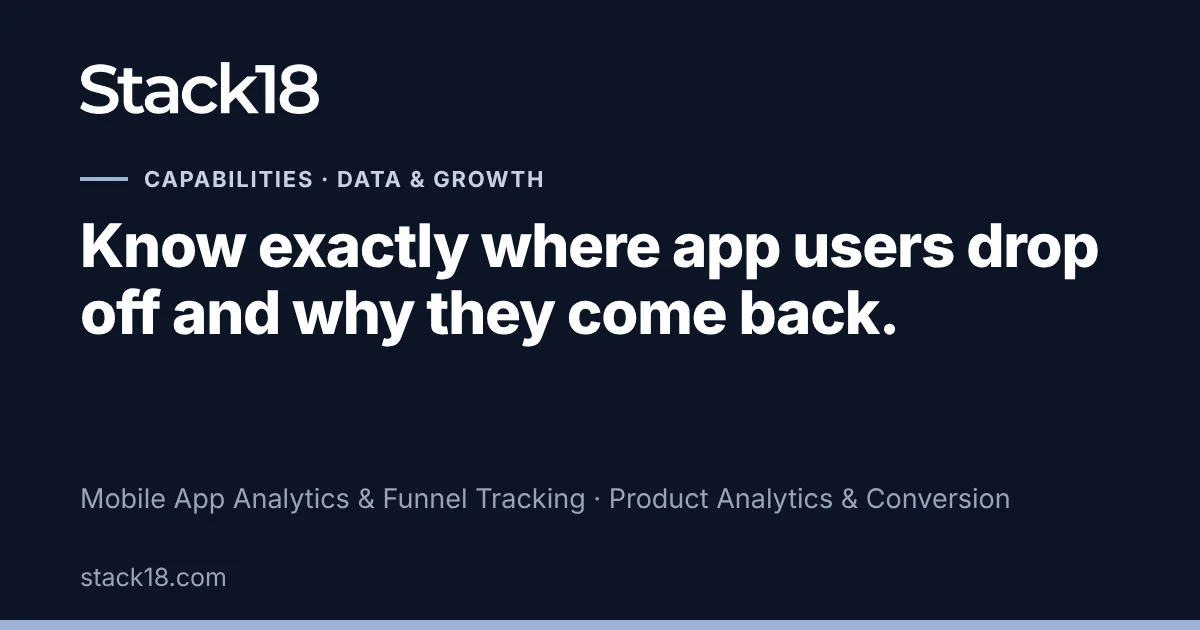 Stack18
CAPABILITIES · DATA & GROWTH
Know exactly where app users drop
off and why they come back.
Mobile App Analytics & Funnel Tracking · Product Analytics & Conversion
stack18.com